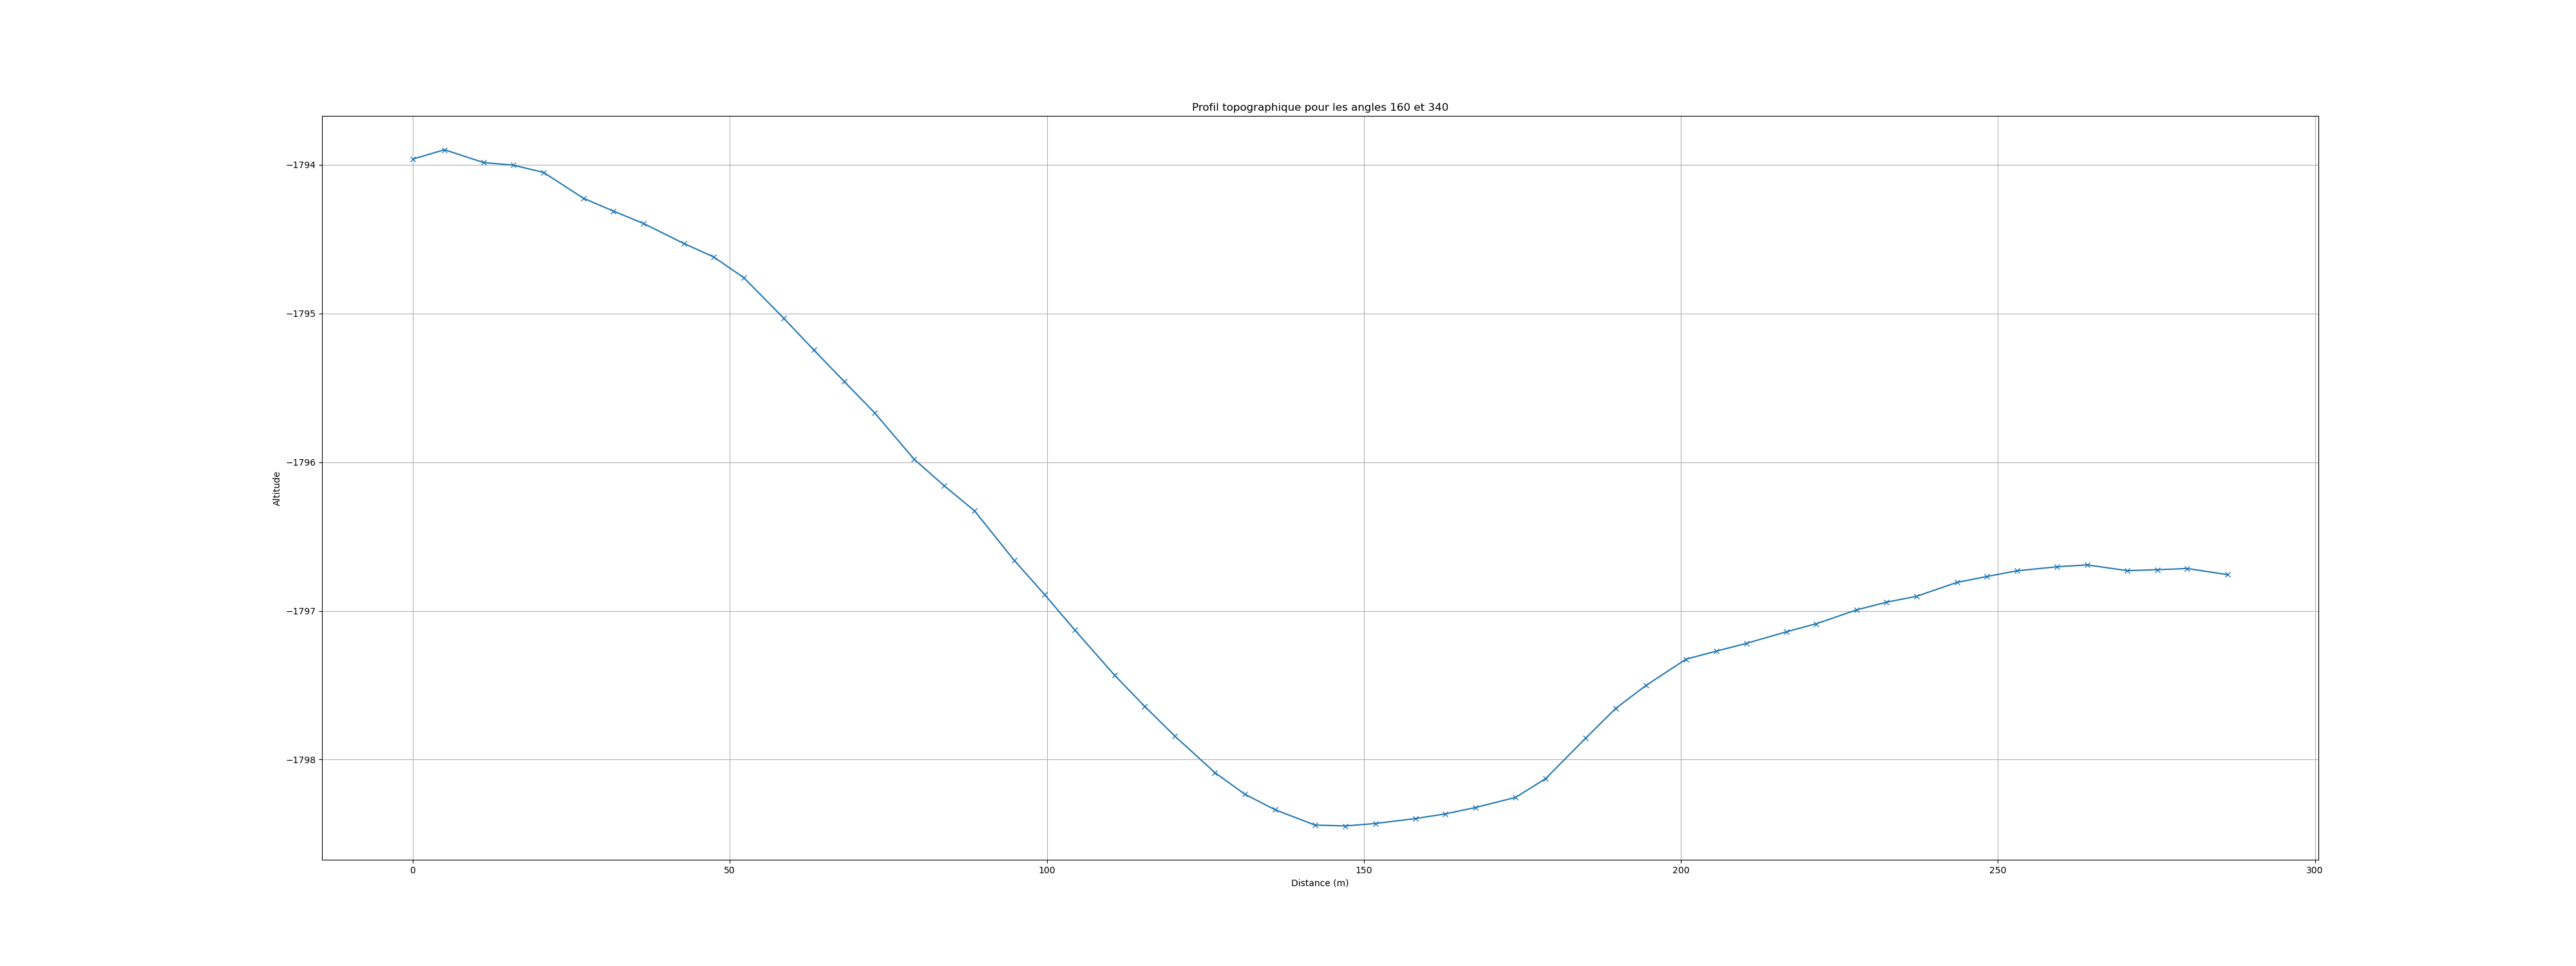 Profil topographique pour les angles 160 et 340
−1794
−1795
−1796
−1797
−1798
Altitude
0 50 100 150 200 250 300
Distance (m)